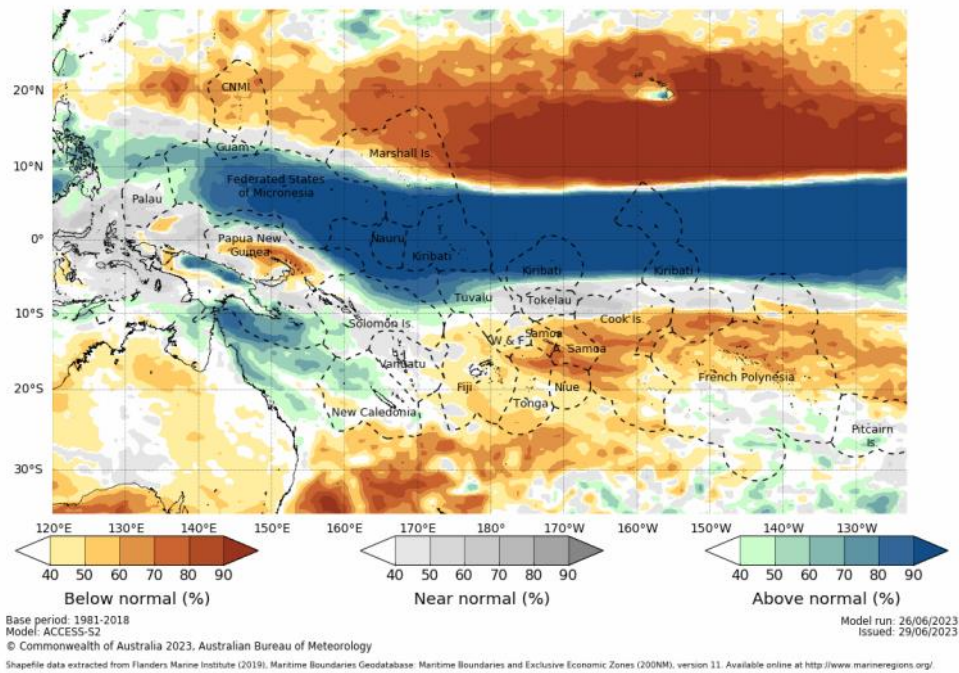 20°N
CNMI
Guam
Marshall Is.
10°N
Federated States
of Micronesia
Palau
0°
Papua New
Guinea
Nauru
Kiribati
Kiribati
Kiribati
Tuvalu
Tokelau
10°S
Solomon Is.
Cook Is.
Samoa
W & F
A. Samoa
Vanuatu
20°S
Fiji
Niue
French Polynesia
Tonga
New Caledonia
Pitcairn
Is.
30°S
120°E 130°E 140°E 150°E 160°E 170°E 180° 170°W 160°W 150°W 140°W 130°W
40 50 60 70 80 90
Below normal (%)
40 50 60 70 80 90
Near normal (%)
40 50 60 70 80 90
Above normal (%)
Base period: 1981-2018
Model: ACCESS-S2
© Commonwealth of Australia 2023, Australian Bureau of Meteorology
Model run: 26/06/2023
Issued: 29/06/2023
Shapefile data extracted from Flanders Marine Institute (2019), Maritime Boundaries Geodatabase: Maritime Boundaries and Exclusive Economic Zones (200NM), version 11. Available online at http://www.marineregions.org/.